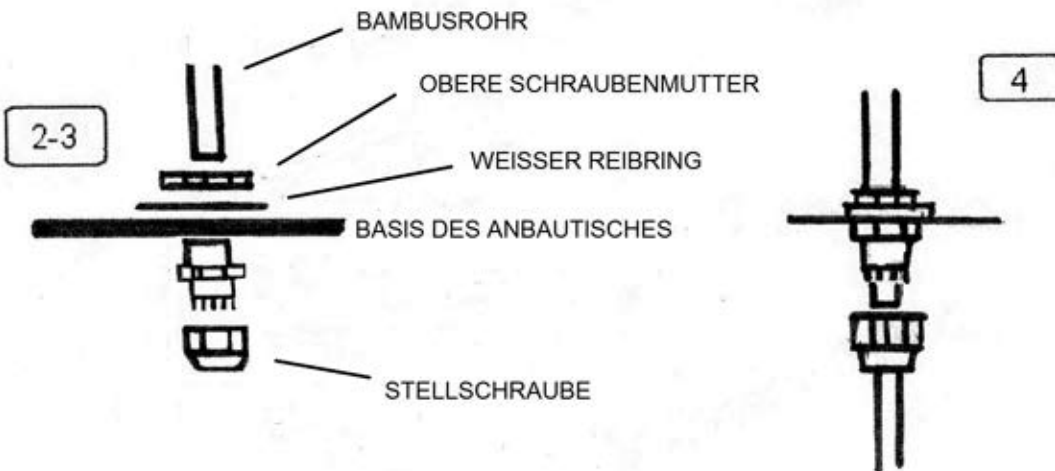 BAMBUSROHR
OBERE SCHRAUBENMUTTER
4
2-3
WEISSER REIBRING
BASIS DES ANBAUTISCHES
STELLSCHRAUBE